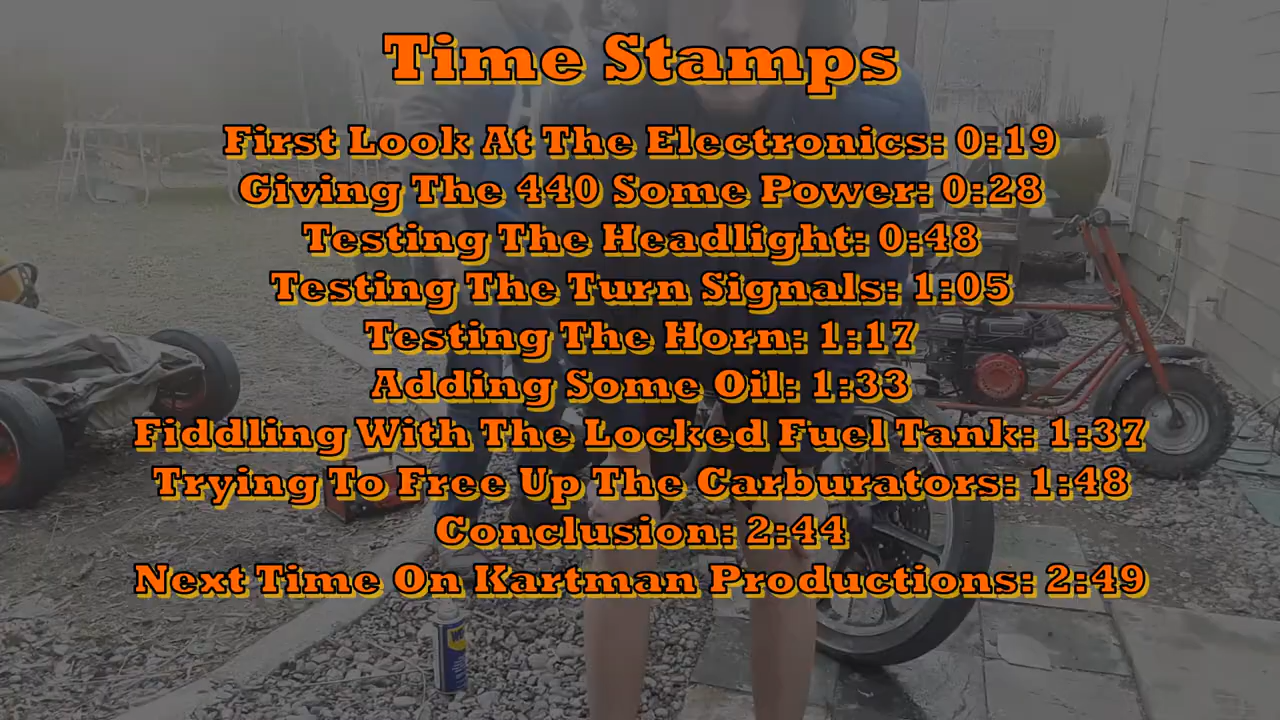 Time Stamps
First Look At The Electronics: 0:19
Giving The 440 Some Power: 0:28
Testing The Headlight: 0:48
Testing The Turn Signals: 1:05
Testing The Horn: 1:17
Adding Some Oil: 1:33
Fiddling With The Locked Fuel Tank: 1:37
Trying To Free Up The Carburators: 1:48
Conclusion: 2:44
Next Time On Kartman Productions: 2:49